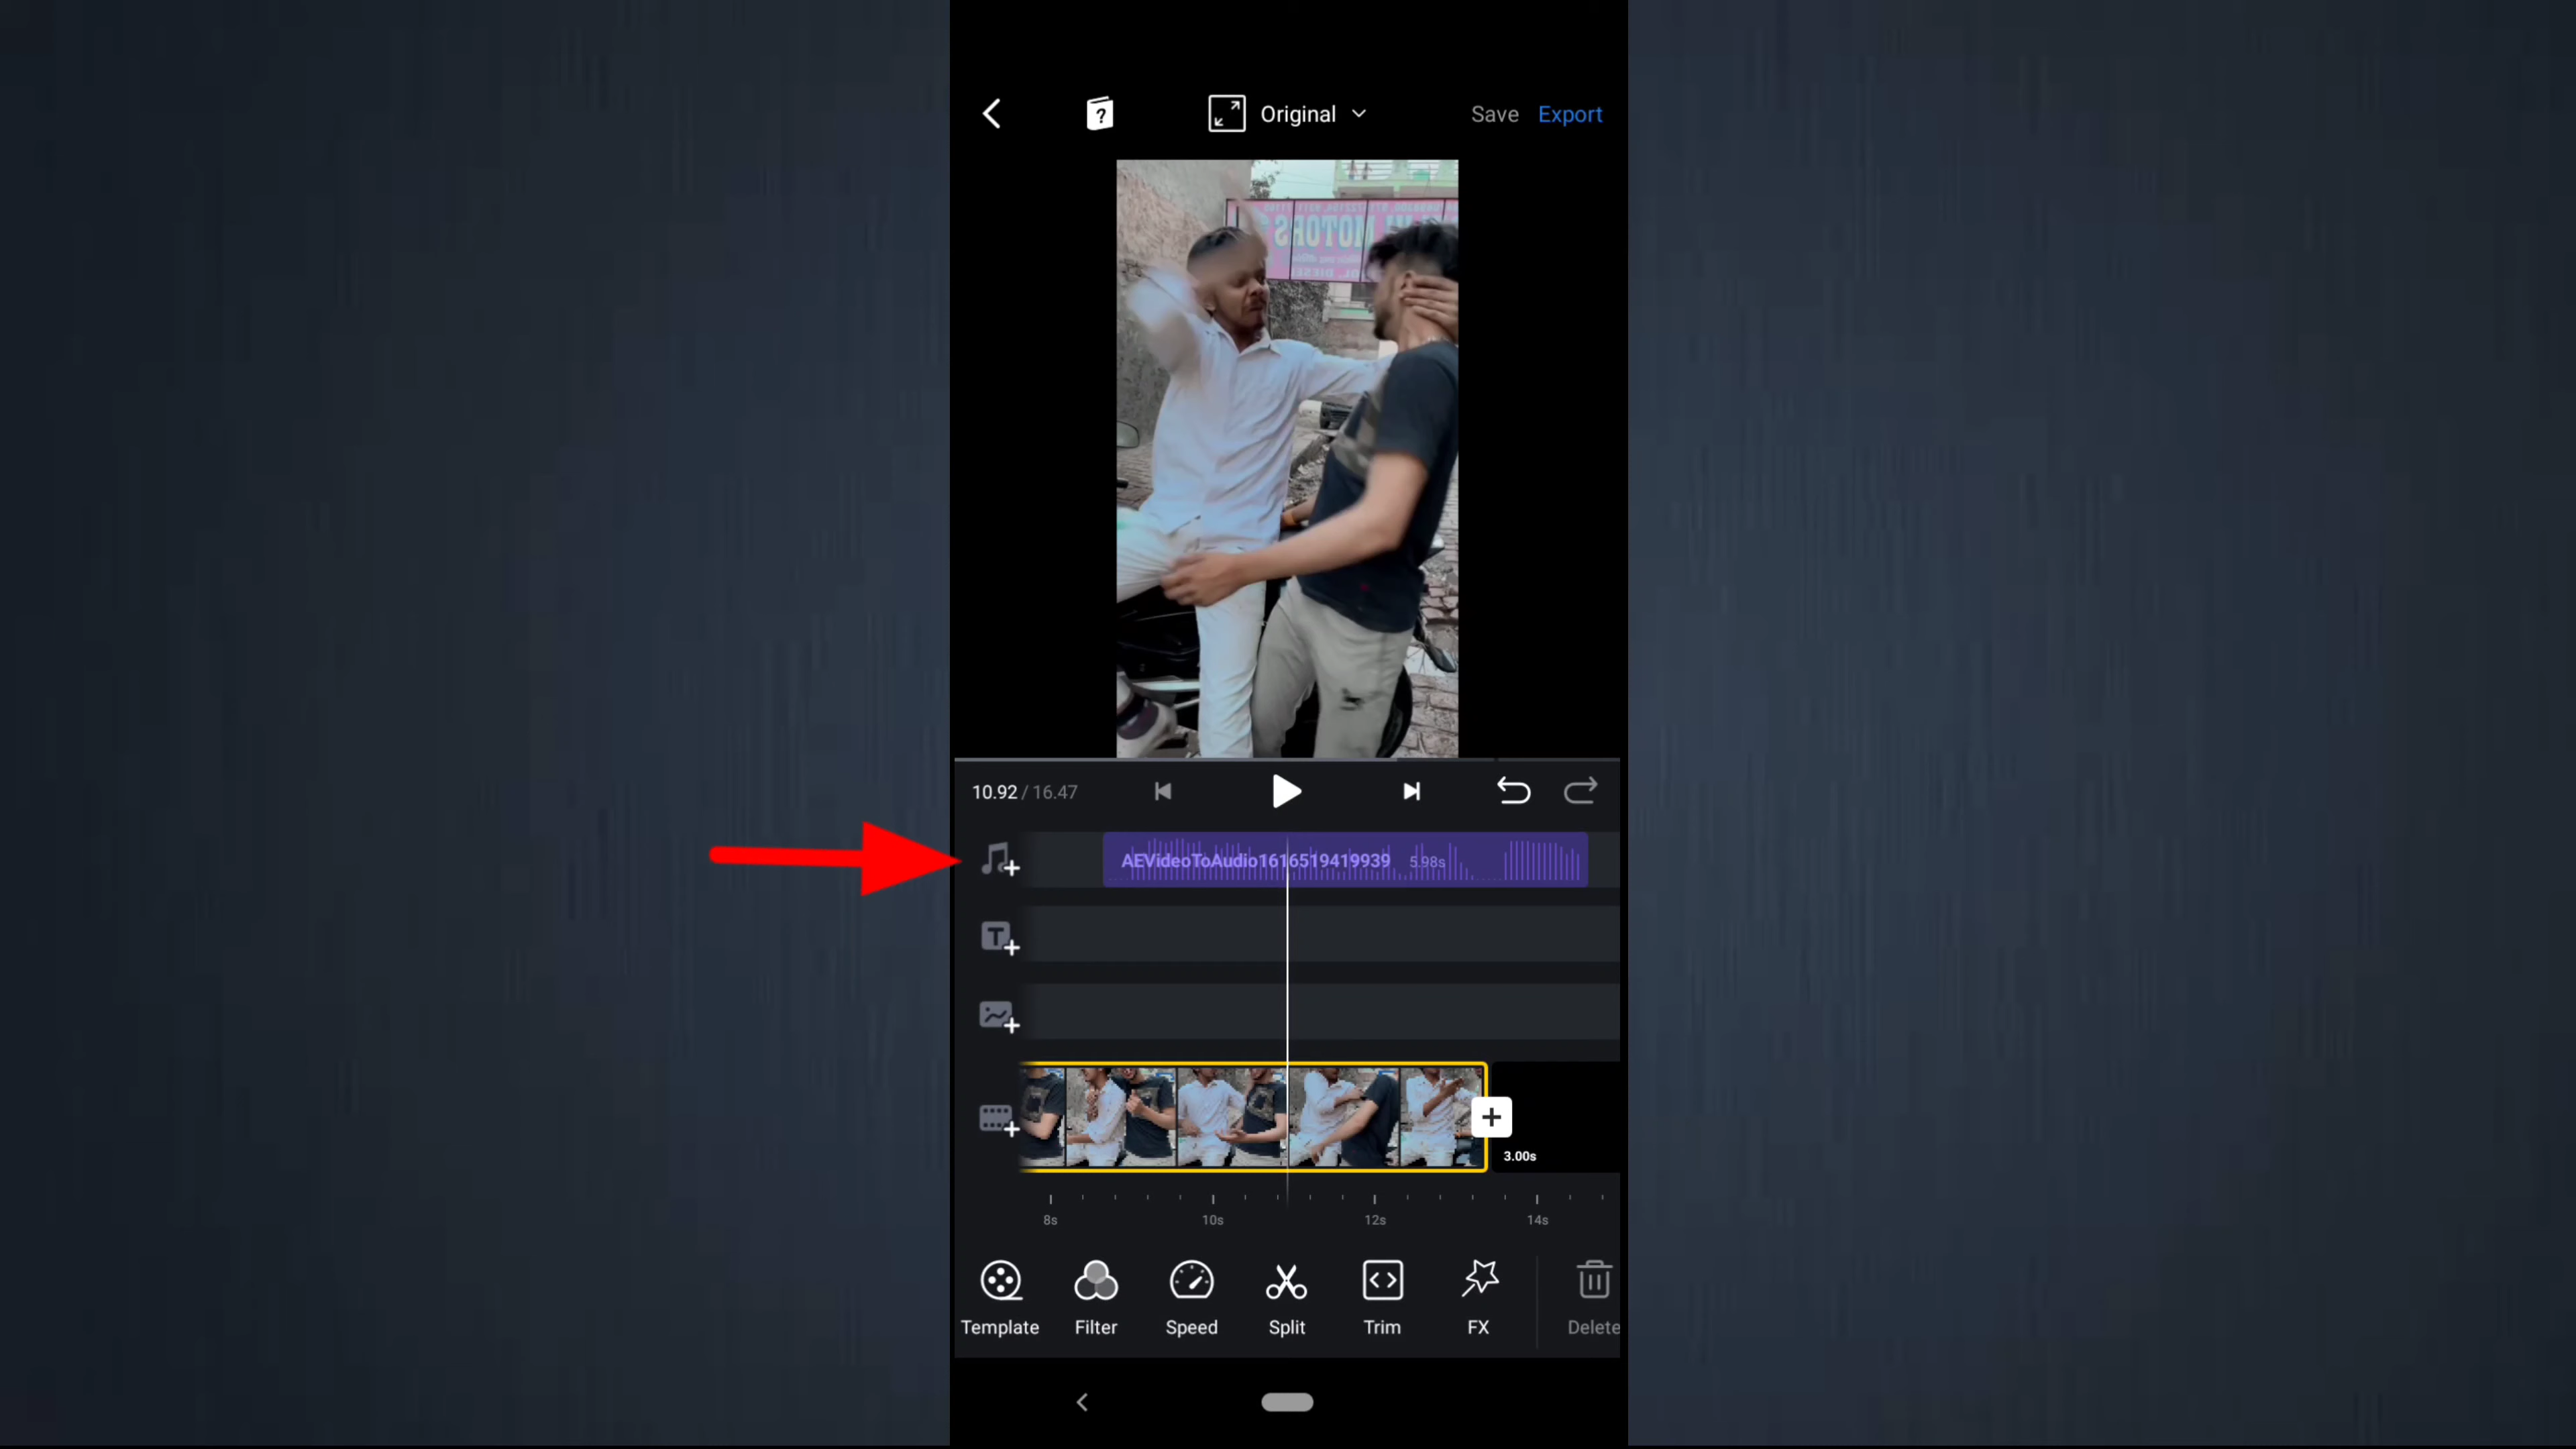 Original
Save
Export
MOTORS
10.92 / 16.47
AEVideoToAudio1616519419939 5.98s
T
3.00s
8s
10s
12s
14s
Template
Filter
Speed
Split
Trim
FX
Delete